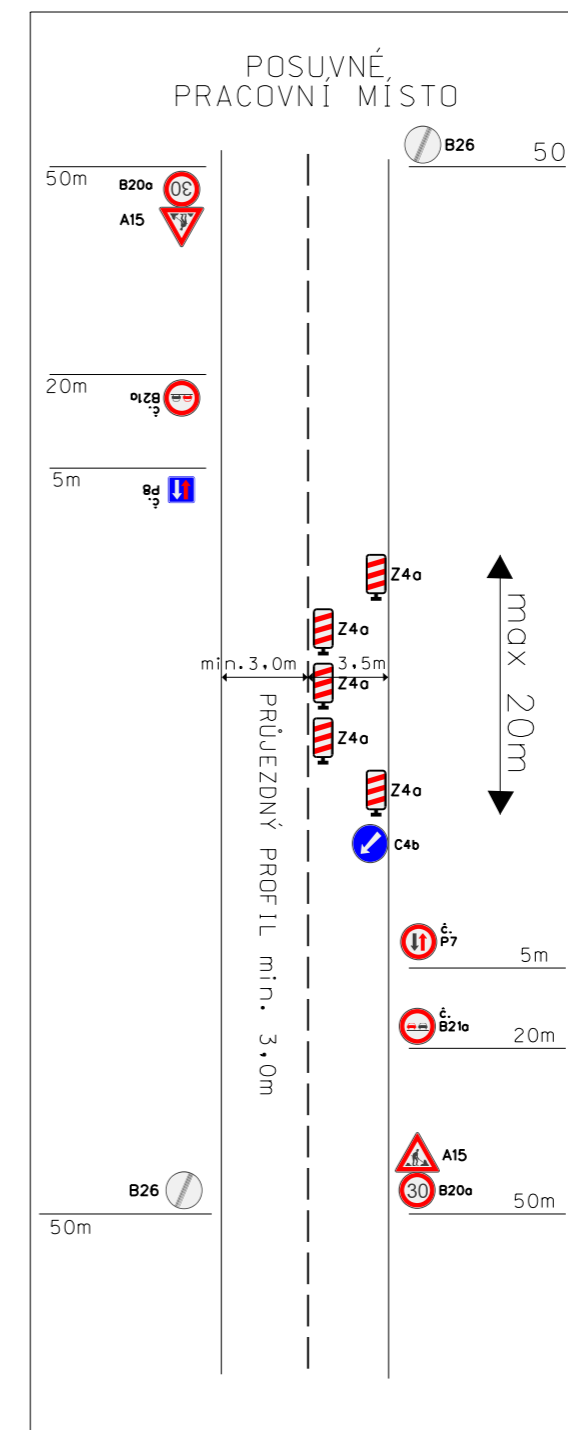 POSUVNÉ
PRACOVNÍ MÍSTO
B26
50
50m
B20a
30
A15
20m
č.
B21a
5m
č.
P8
Z4a
Z4a
min.3,0m
3,5m
Z4a
Z4a
Z4a
max 20m
PRŮJEZDNÝ PROFIL min. 3,0m
C4b
č.
P7
5m
č.
B21a
20m
A15
B26
30
B20a
50m
50m